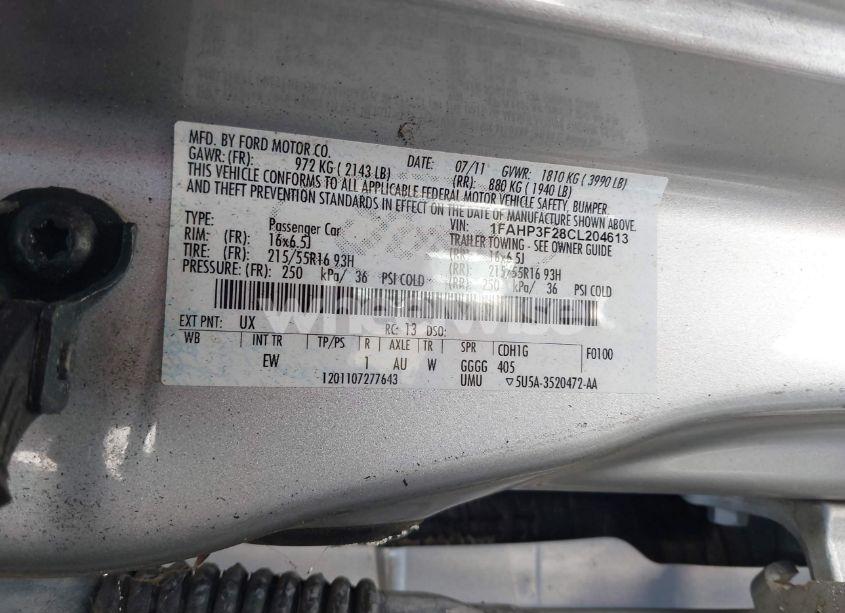 MFD. BY FORD MOTOR CO. DATE: 07/11 GVWR: 1810 KG ( 3990 LB)
GAWR: (FR): 972 KG ( 2143 LB) (RR): 880 KG ( 1940 LB)
THIS VEHICLE CONFORMS TO ALL APPLICABLE FEDERAL MOTOR VEHICLE SAFETY, BUMPER
AND THEFT PREVENTION STANDARDS IN EFFECT ON THE DATE OF MANUFACTURE SHOWN ABOVE.
VIN: 1FAHP3F28CL204613
TYPE: Passenger Car TRAILER TOWING - SEE OWNER GUIDE
RIM: (FR): 16x6.5J (RR): 16x6.5J
TIRE: (FR): 215/55R16 93H (RR): 215/55R16 93H
PRESSURE: (FR): 250 kPa/ 36 PSI COLD (RR): 250 kPa/ 36 PSI COLD
EXT PNT: UX RC: 13 DSO:
WB INT TR TP/PS R AXLE TR SPR CDH1G F0100
EW 1 AU W GGGG 405
1201107277643 UMU ▽5U5A-3520472-AA